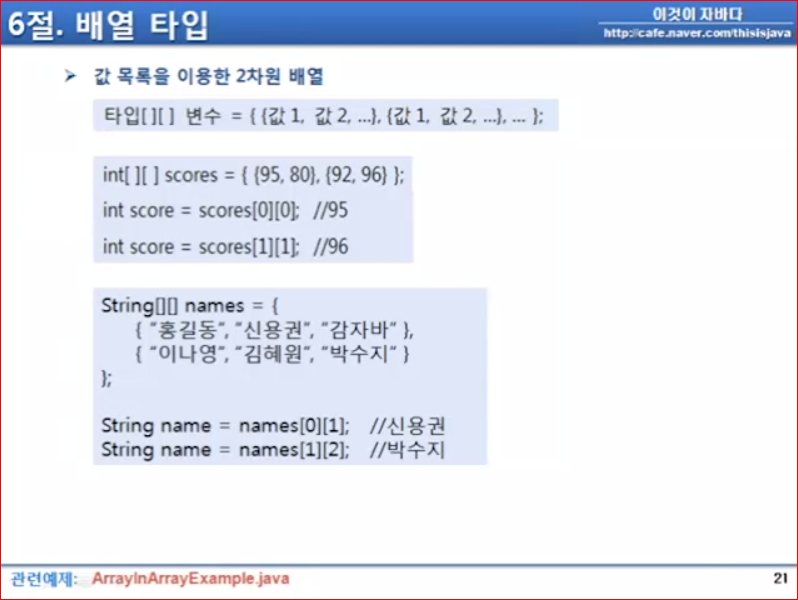 6절. 배열 타입
이것이 자바다
http://cafe.naver.com/thisisjava
➢ 값 목록을 이용한 2차원 배열
타입[ ][ ] 변수 = { {값 1, 값 2, ...}, {값 1, 값 2, ...}, ... };
int[ ][ ] scores = { {95, 80}, {92, 96} };
int score = scores[0][0]; //95
int score = scores[1][1]; //96
String[][] names = {
{ “홍길동”, “신용권”, “감자바” },
{ “이나영”, “김혜원”, “박수지” }
};
String name = names[0][1]; //신용권
String name = names[1][2]; //박수지
관련예제: ArrayInArrayExample.java
21